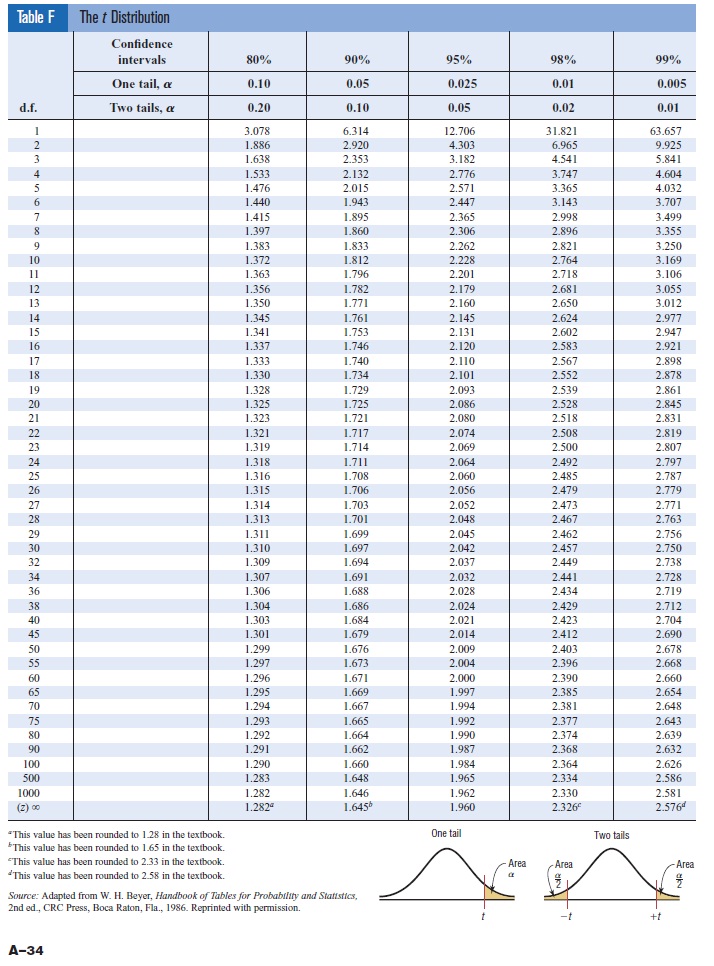 Table F The t Distribution
Confidence
intervals 80% 90% 95% 98% 99%
One tail, α 0.10 0.05 0.025 0.01 0.005
d.f. Two tails, α 0.20 0.10 0.05 0.02 0.01
1 3.078 6.314 12.706 31.821 63.657
2 1.886 2.920 4.303 6.965 9.925
3 1.638 2.353 3.182 4.541 5.841
4 1.533 2.132 2.776 3.747 4.604
5 1.476 2.015 2.571 3.365 4.032
6 1.440 1.943 2.447 3.143 3.707
7 1.415 1.895 2.365 2.998 3.499
8 1.397 1.860 2.306 2.896 3.355
9 1.383 1.833 2.262 2.821 3.250
10 1.372 1.812 2.228 2.764 3.169
11 1.363 1.796 2.201 2.718 3.106
12 1.356 1.782 2.179 2.681 3.055
13 1.350 1.771 2.160 2.650 3.012
14 1.345 1.761 2.145 2.624 2.977
15 1.341 1.753 2.131 2.602 2.947
16 1.337 1.746 2.120 2.583 2.921
17 1.333 1.740 2.110 2.567 2.898
18 1.330 1.734 2.101 2.552 2.878
19 1.328 1.729 2.093 2.539 2.861
20 1.325 1.725 2.086 2.528 2.845
21 1.323 1.721 2.080 2.518 2.831
22 1.321 1.717 2.074 2.508 2.819
23 1.319 1.714 2.069 2.500 2.807
24 1.318 1.711 2.064 2.492 2.797
25 1.316 1.708 2.060 2.485 2.787
26 1.315 1.706 2.056 2.479 2.779
27 1.314 1.703 2.052 2.473 2.771
28 1.313 1.701 2.048 2.467 2.763
29 1.311 1.699 2.045 2.462 2.756
30 1.310 1.697 2.042 2.457 2.750
32 1.309 1.694 2.037 2.449 2.738
34 1.307 1.691 2.032 2.441 2.728
36 1.306 1.688 2.028 2.434 2.719
38 1.304 1.686 2.024 2.429 2.712
40 1.303 1.684 2.021 2.423 2.704
45 1.301 1.679 2.014 2.412 2.690
50 1.299 1.676 2.009 2.403 2.678
55 1.297 1.673 2.004 2.396 2.668
60 1.296 1.671 2.000 2.390 2.660
65 1.295 1.669 1.997 2.385 2.654
70 1.294 1.667 1.994 2.381 2.648
75 1.293 1.665 1.992 2.377 2.643
80 1.292 1.664 1.990 2.374 2.639
90 1.291 1.662 1.987 2.368 2.632
100 1.290 1.660 1.984 2.364 2.626
500 1.283 1.648 1.965 2.334 2.586
1000 1.282 1.646 1.962 2.330 2.581
(z) ∞ 1.282ᵃ 1.645ᵇ 1.960 2.326ᶜ 2.576ᵈ
ᵃThis value has been rounded to 1.28 in the textbook.
ᵇThis value has been rounded to 1.65 in the textbook.
ᶜThis value has been rounded to 2.33 in the textbook.
ᵈThis value has been rounded to 2.58 in the textbook.
Source: Adapted from W. H. Beyer, Handbook of Tables for Probability and Statistics,
2nd ed., CRC Press, Boca Raton, Fla., 1986. Reprinted with permission.
One tail
Area
α
t
Two tails
Area
α/2
Area
α/2
−t
+t
A–34